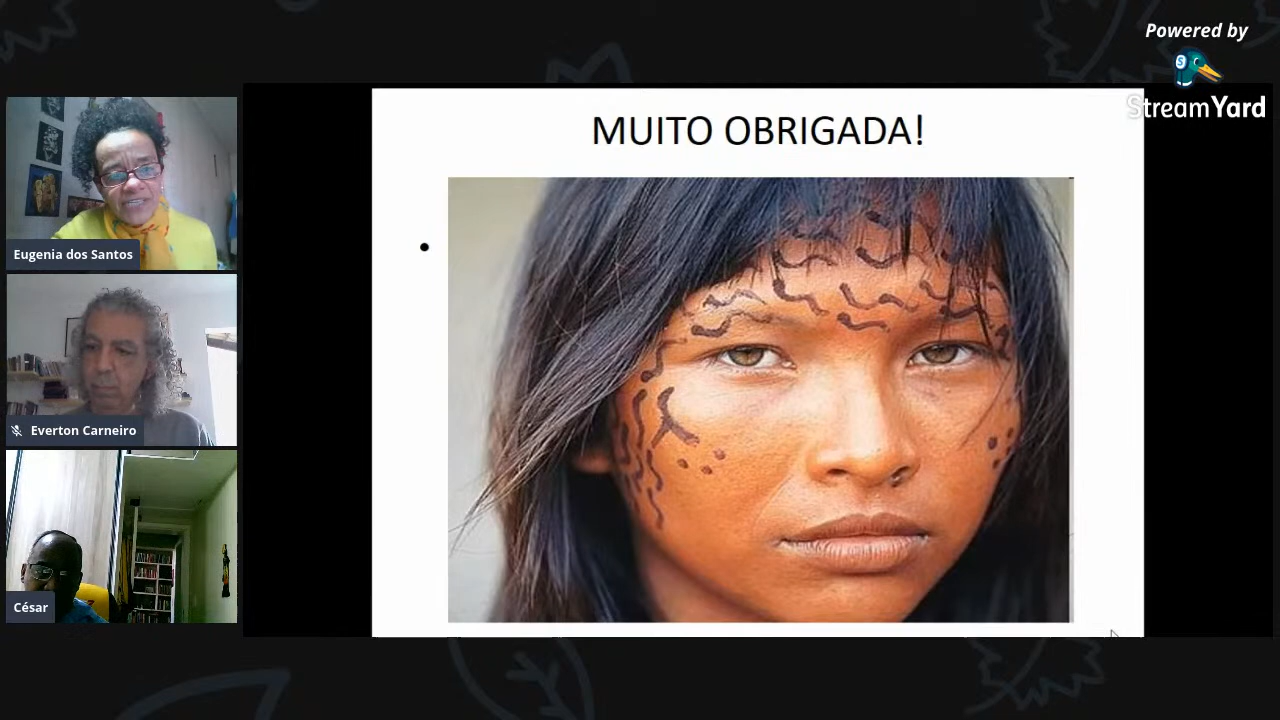 Powered by
StreamYard
MUITO OBRIGADA!
Eugenia dos Santos
Everton Carneiro
César